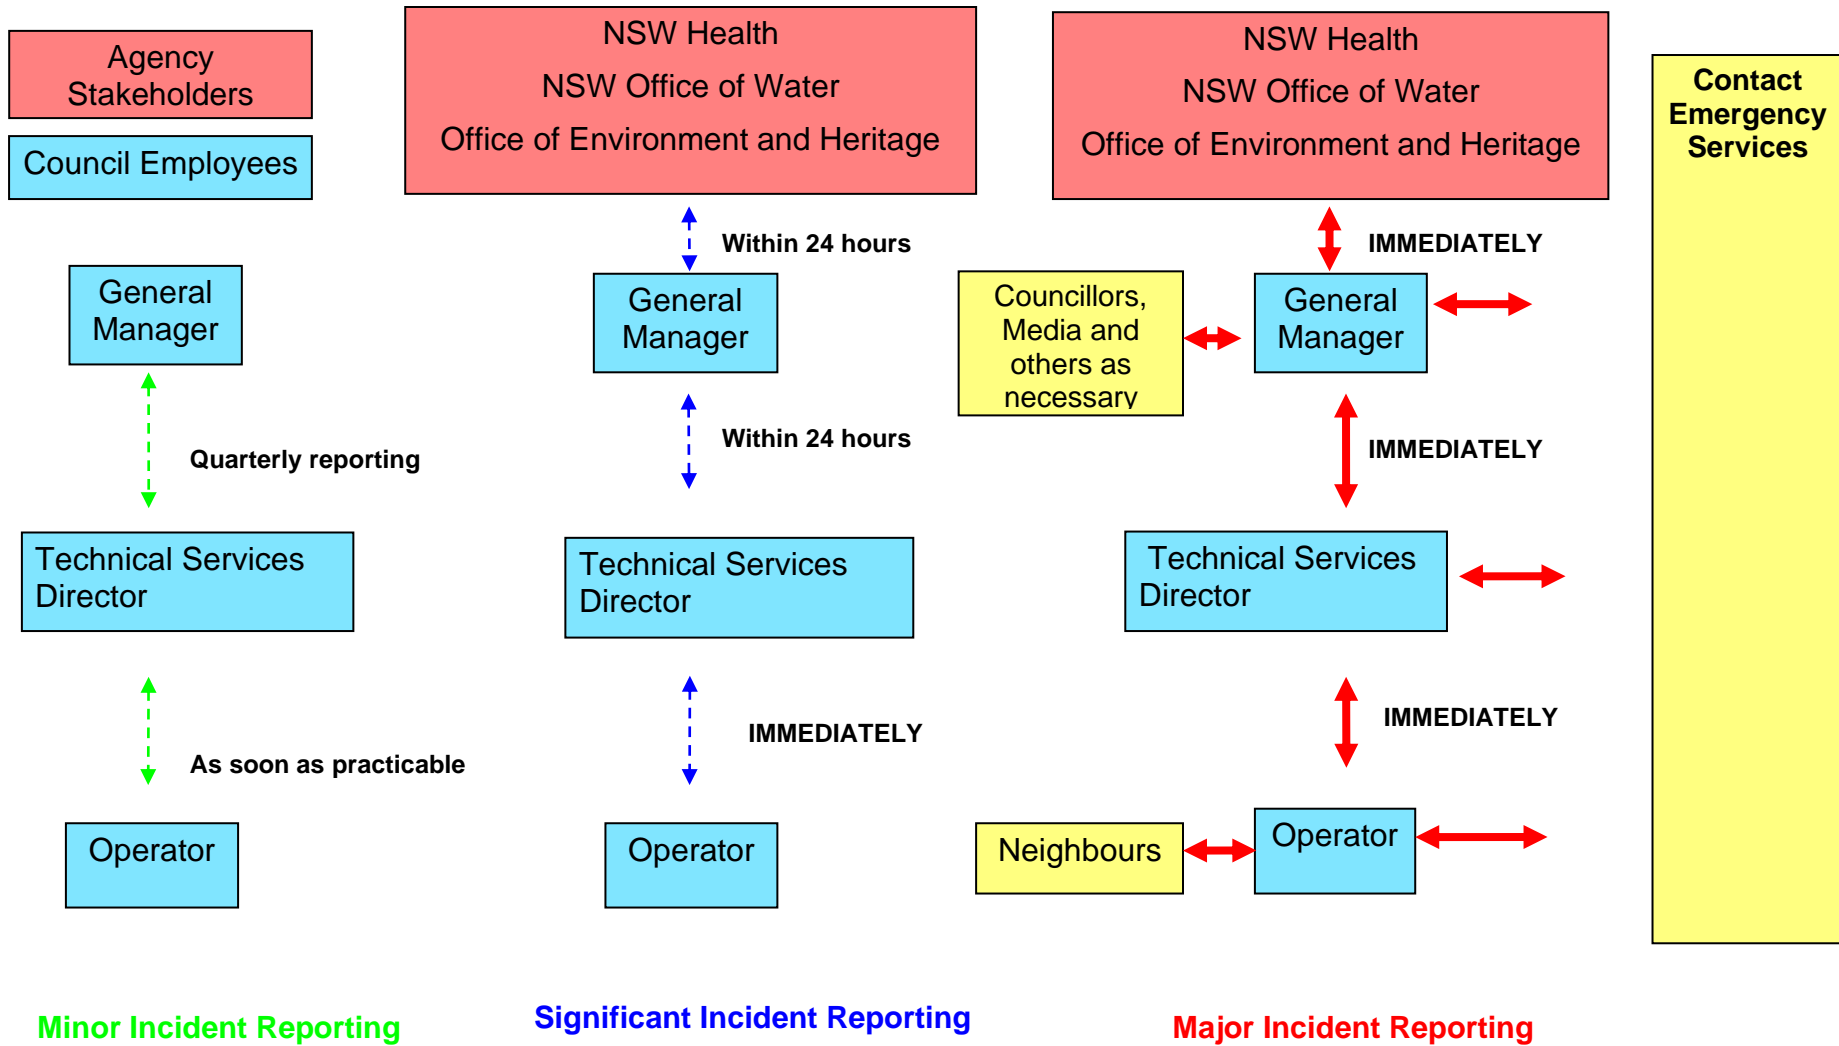 Agency
Stakeholders
Council Employees
General
Manager
Quarterly reporting
Technical Services
Director
As soon as practicable
Operator
Minor Incident Reporting
NSW Health
NSW Office of Water
Office of Environment and Heritage
Within 24 hours
General
Manager
Within 24 hours
Technical Services
Director
IMMEDIATELY
Operator
Significant Incident Reporting
NSW Health
NSW Office of Water
Office of Environment and Heritage
IMMEDIATELY
Councillors,
Media and
others as
necessary
General
Manager
IMMEDIATELY
Technical Services
Director
IMMEDIATELY
Neighbours
Operator
Major Incident Reporting
Contact
Emergency
Services